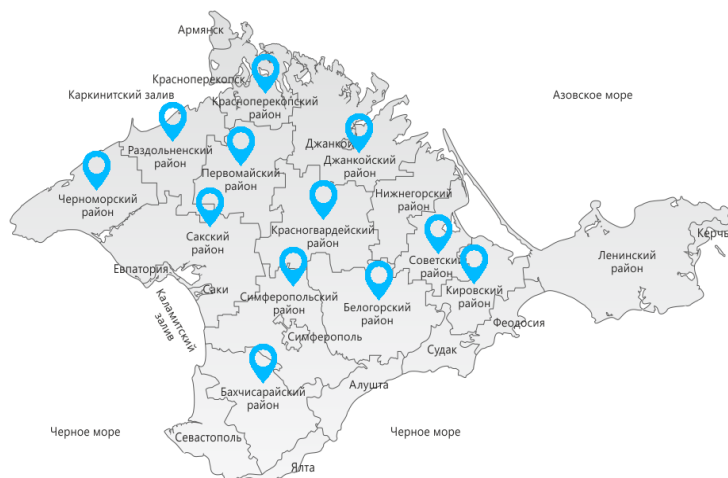 Армянск
Красноперекопск
Каркинитский залив
Азовское море
Красноперекопский
район
Джанкой
Раздольненский
район
Джанкойский
район
Первомайский
район
Черноморский
район
Нижнегорский
район
Сакский
район
Красногвардейский
район
Керчь
Ленинский
район
Советский
район
Евпатория
Саки
Кировский
район
Симферопольский
район
Белогорский
район
Каламитский
залив
Феодосия
Симферополь
Судак
Алушта
Бахчисарайский
район
Черное море
Севастополь
Черное море
Ялта